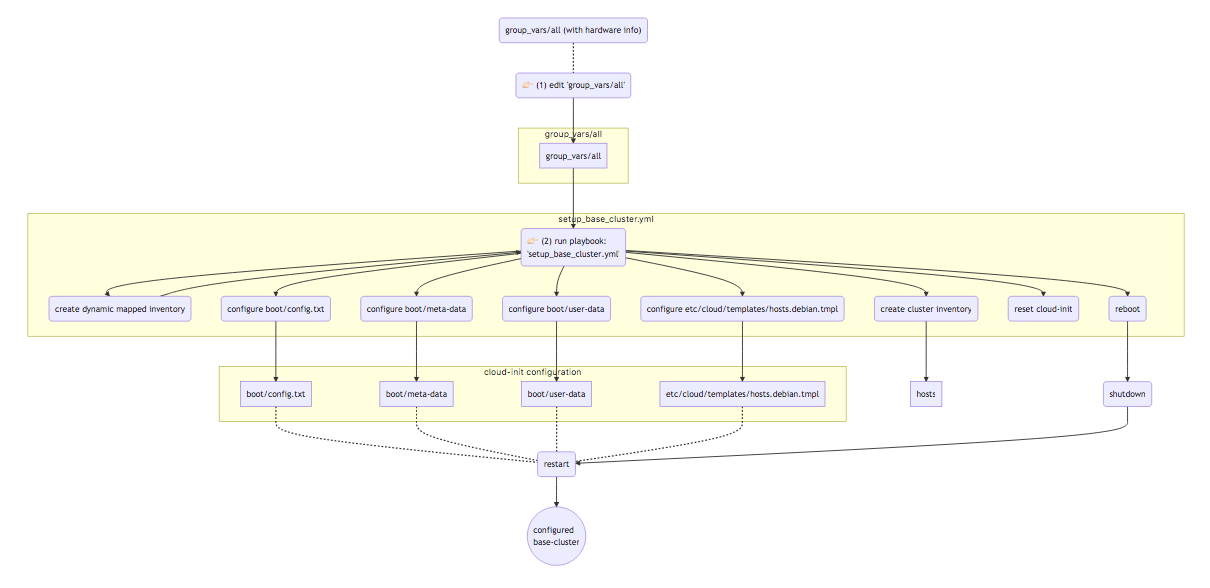 group_vars/all (with hardware info)
👉🏻 (1) edit 'group_vars/all'
group_vars/all
group_vars/all
setup_base_cluster.yml
👉🏻 (2) run playbook:
'setup_base_cluster.yml'
create dynamic mapped inventory
configure boot/config.txt
configure boot/meta-data
configure boot/user-data
configure etc/cloud/templates/hosts.debian.tmpl
create cluster inventory
reset cloud-init
reboot
cloud-init configuration
boot/config.txt
boot/meta-data
boot/user-data
etc/cloud/templates/hosts.debian.tmpl
hosts
shutdown
restart
configured
base-cluster